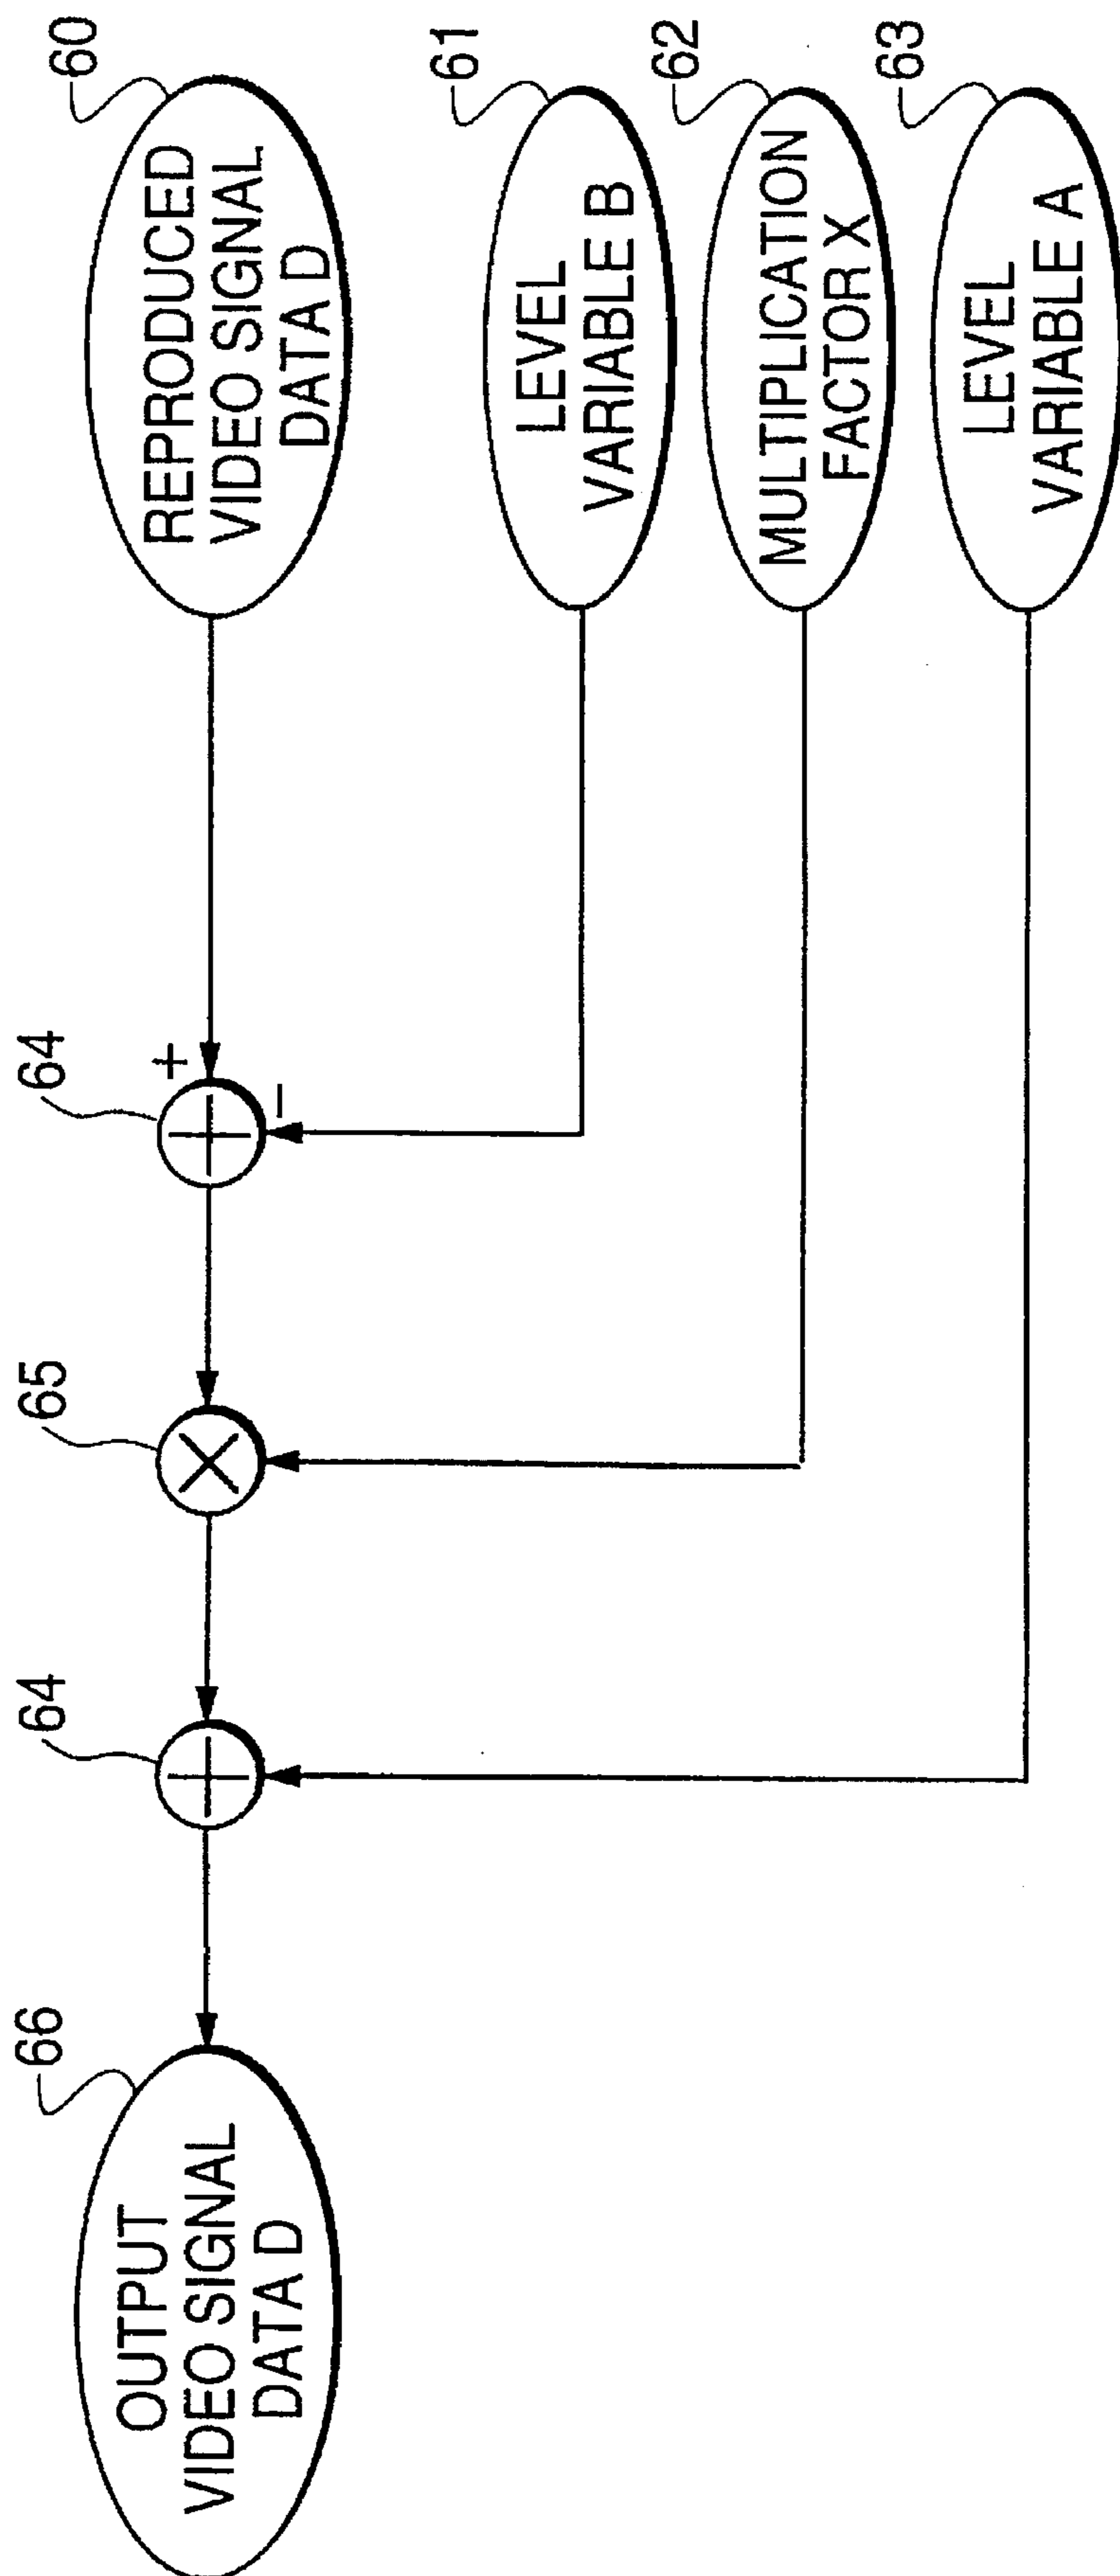 60
REPRODUCED
VIDEO SIGNAL
DATA D
61
LEVEL
VARIABLE B
62
MULTIPLICATION
FACTOR X
63
LEVEL
VARIABLE A
64
+
−
65
64
66
OUTPUT
VIDEO SIGNAL
DATA D